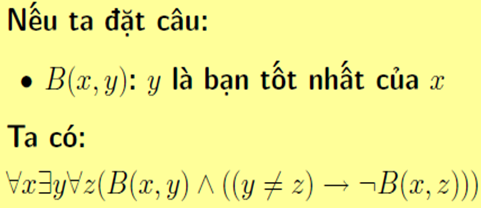 Nếu ta đặt câu:
• B(x, y): y là bạn tốt nhất của x
Ta có:
∀x∃y∀z(B(x, y) ∧ ((y ≠ z) → ¬B(x, z)))